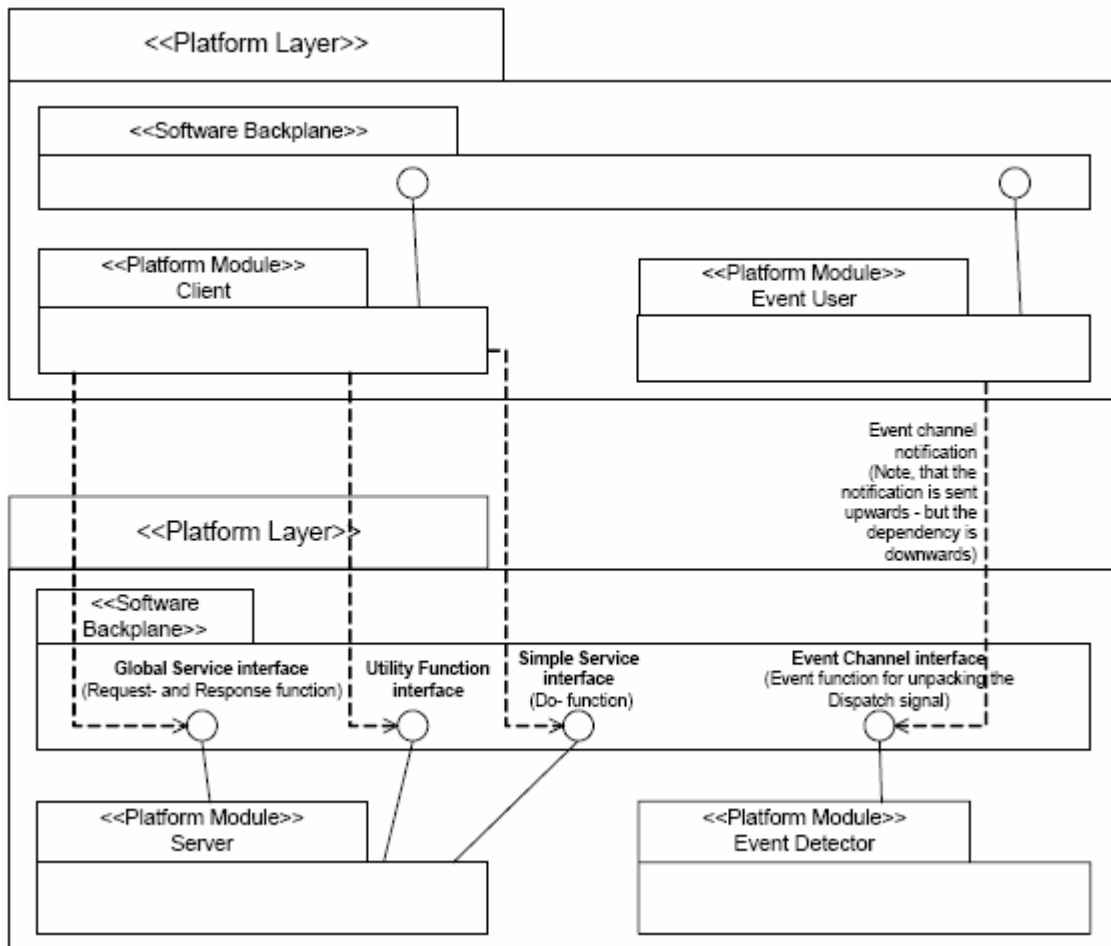 <<Platform Layer>>
<<Software Backplane>>
<<Platform Module>>
Client
<<Platform Module>>
Event User
Event channel
notification
(Note, that the
notification is sent
upwards - but the
dependency is
downwards)
<<Platform Layer>>
<<Software
Backplane>>
Global Service interface
(Request- and Response function)
Utility Function
interface
Simple Service
interface
(Do- function)
Event Channel interface
(Event function for unpacking the
Dispatch signal)
<<Platform Module>>
Server
<<Platform Module>>
Event Detector